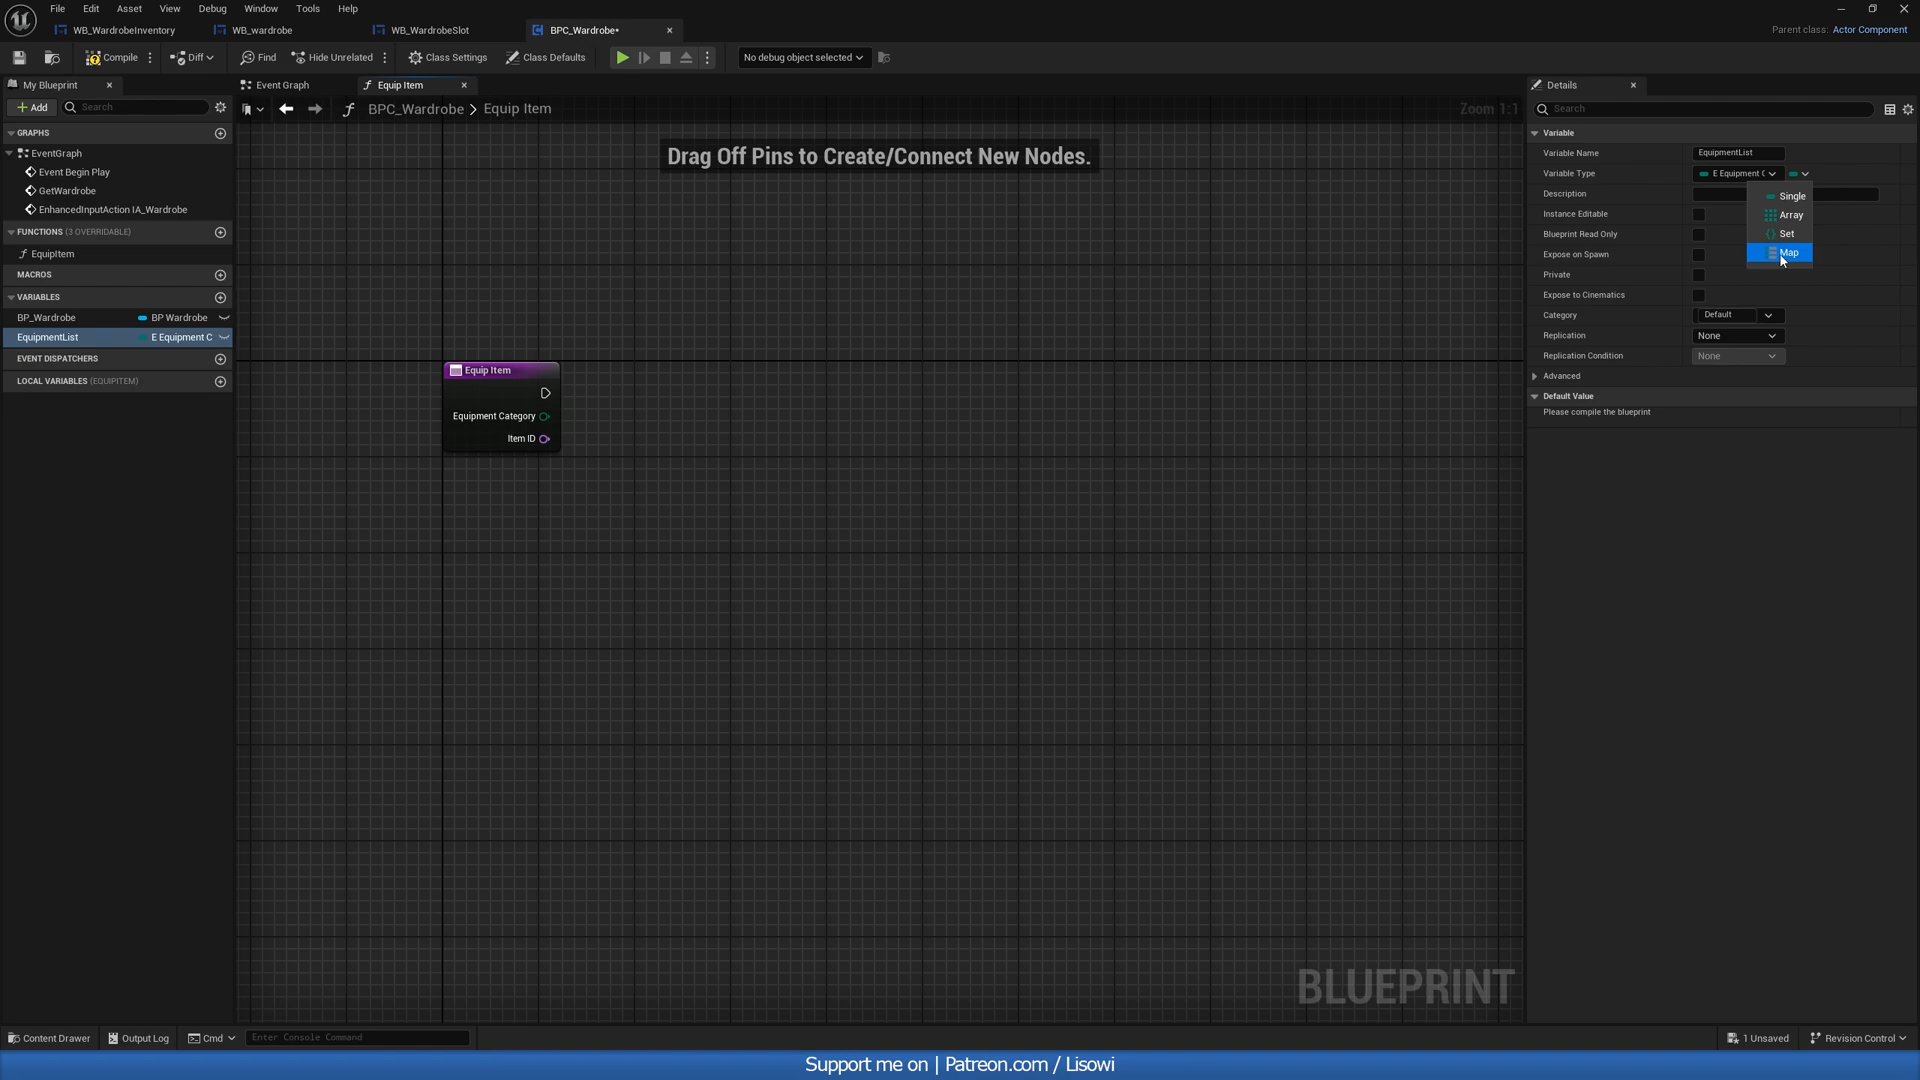 File Edit Asset View Debug Window Tools Help
WB_WardrobeInventory WB_wardrobe WB_WardrobeSlot BPC_Wardrobe•
Parent class: Actor Component
Compile Diff Find Hide Unrelated Class Settings Class Defaults No debug object selected
My Blueprint
Event Graph Equip Item
Details
Add Search
BPC_Wardrobe > Equip Item
Zoom 1:1
Search
Drag Off Pins to Create/Connect New Nodes.
GRAPHS
EventGraph
Event Begin Play
GetWardrobe
EnhancedInputAction IA_Wardrobe
FUNCTIONS (3 OVERRIDABLE)
EquipItem
MACROS
VARIABLES
BP_Wardrobe BP Wardrobe
EquipmentList E Equipment C
EVENT DISPATCHERS
LOCAL VARIABLES (EQUIPITEM)
Equip Item
Equipment Category
Item ID
Variable
Variable Name EquipmentList
Variable Type E Equipment (
Description
Instance Editable
Blueprint Read Only
Expose on Spawn
Private
Expose to Cinematics
Category Default
Replication None
Replication Condition None
Advanced
Default Value
Please compile the blueprint
Single
Array
Set
Map
BLUEPRINT
Content Drawer Output Log Cmd Enter Console Command
1 Unsaved Revision Control
Support me on | Patreon.com / Lisowi